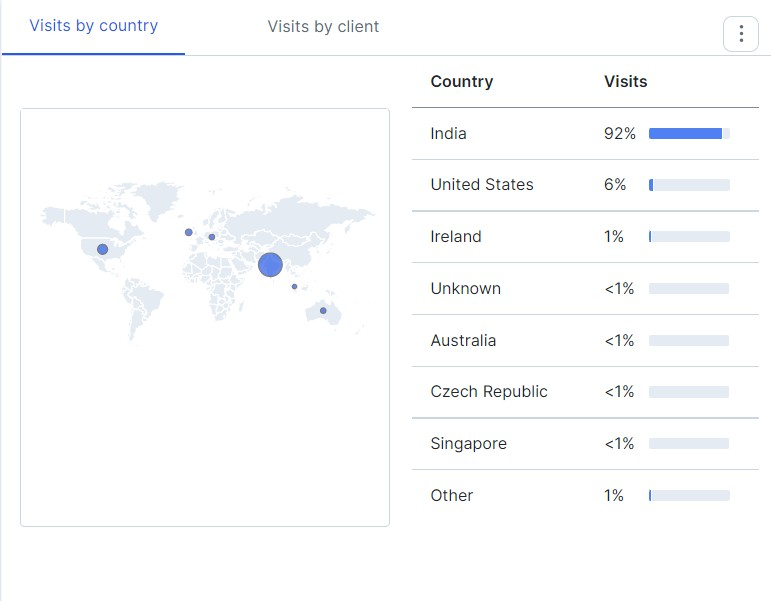 Visits by country Visits by client
Country Visits
India 92%
United States 6%
Ireland 1%
Unknown <1%
Australia <1%
Czech Republic <1%
Singapore <1%
Other 1%